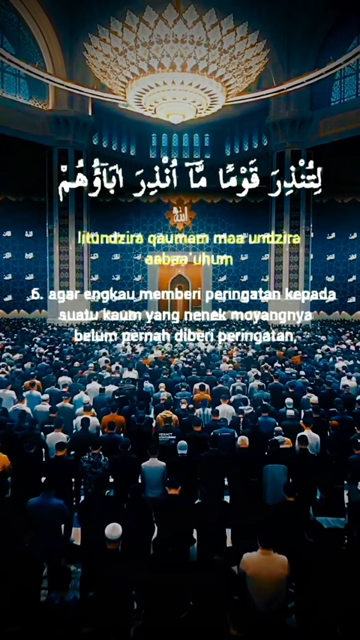 لِتُنْذِرَ قَوْمًا مَّآ اُنْذِرَ اٰبَاۤؤُهُمْ
الله
litundzira qaumam maa undzira
aabaa'uhum
6. agar engkau memberi peringatan kepada
suatu kaum yang nenek moyangnya
belum pernah diberi peringatan,